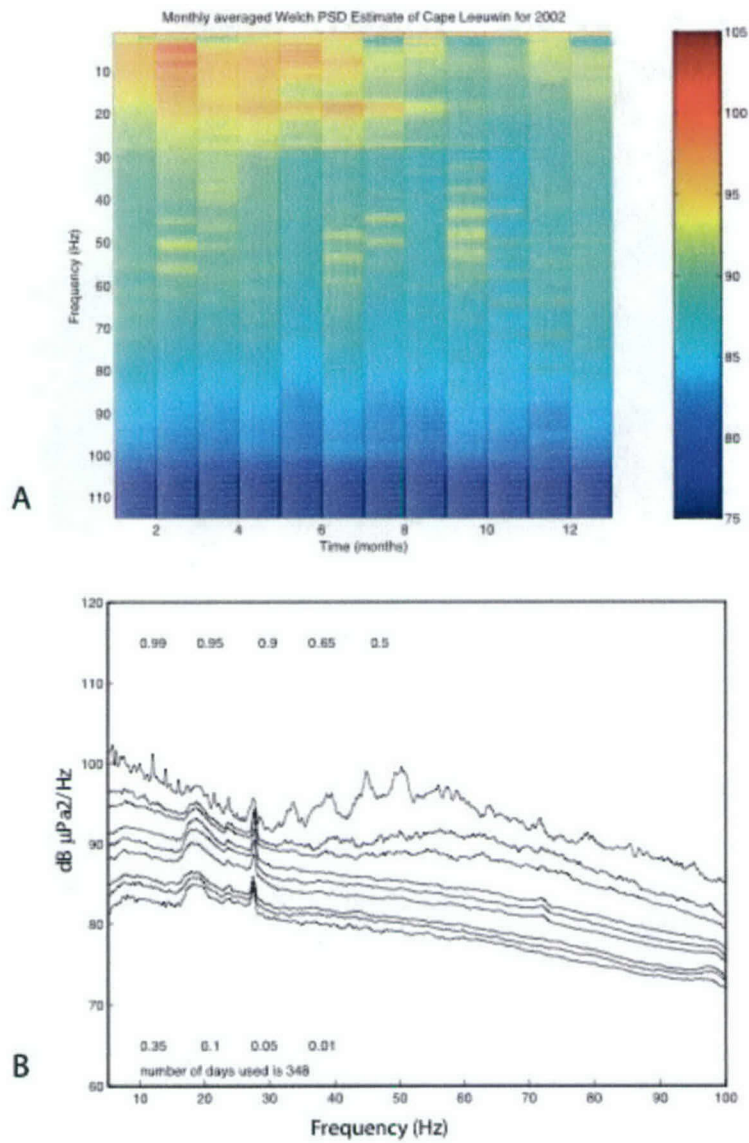 Monthly averaged Welch PSD Estimate of Cape Leeuwin for 2002
105
10
20
100
30
95
40
50
90
60
70
85
80
90
80
100
110
75
Frequency (Hz)
2 4 6 8 10 12
Time (months)
A
120
0.99 0.95 0.9 0.65 0.5
110
100
90
80
70
60
dB µPa2/Hz
0.35 0.1 0.05 0.01
number of days used is 348
10 20 30 40 50 60 70 80 90 100
Frequency (Hz)
B